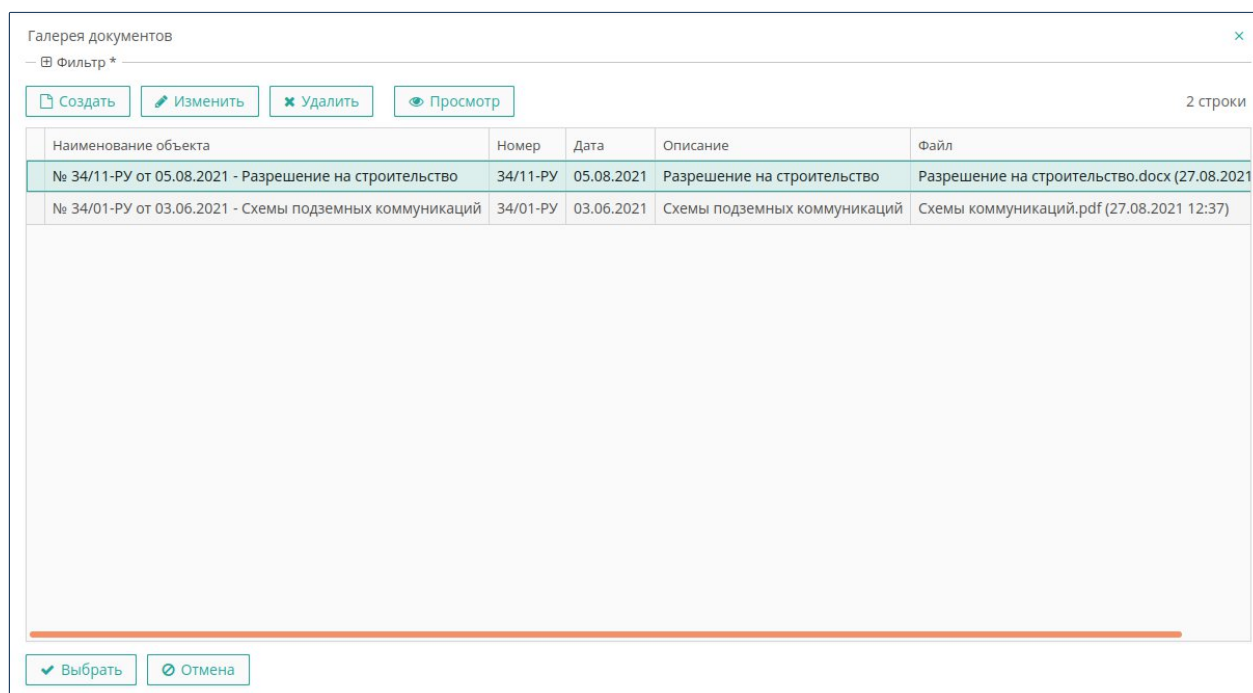 Галерея документов
Фильтр *
Создать Изменить Удалить Просмотр 2 строки
Наименование объекта Номер Дата Описание Файл
№ 34/11-РУ от 05.08.2021 - Разрешение на строительство 34/11-РУ 05.08.2021 Разрешение на строительство Разрешение на строительство.docx (27.08.2021
№ 34/01-РУ от 03.06.2021 - Схемы подземных коммуникаций 34/01-РУ 03.06.2021 Схемы подземных коммуникаций Схемы коммуникаций.pdf (27.08.2021 12:37)
Выбрать Отмена